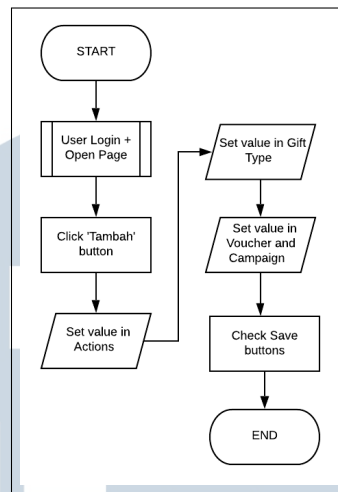 START
User Login +
Open Page
Click 'Tambah'
button
Set value in
Actions
Set value in Gift
Type
Set value in
Voucher and
Campaign
Check Save
buttons
END